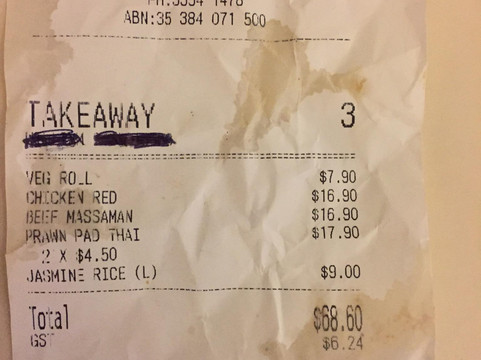 ABN:35 384 071 500
TAKEAWAY 3
VEG ROLL $7.90
CHICKEN RED $16.90
BEEF MASSAMAN $16.90
PRAWN PAD THAI $17.90
2 X $4.50
JASMINE RICE (L) $9.00
Total $68.60
GST $6.24